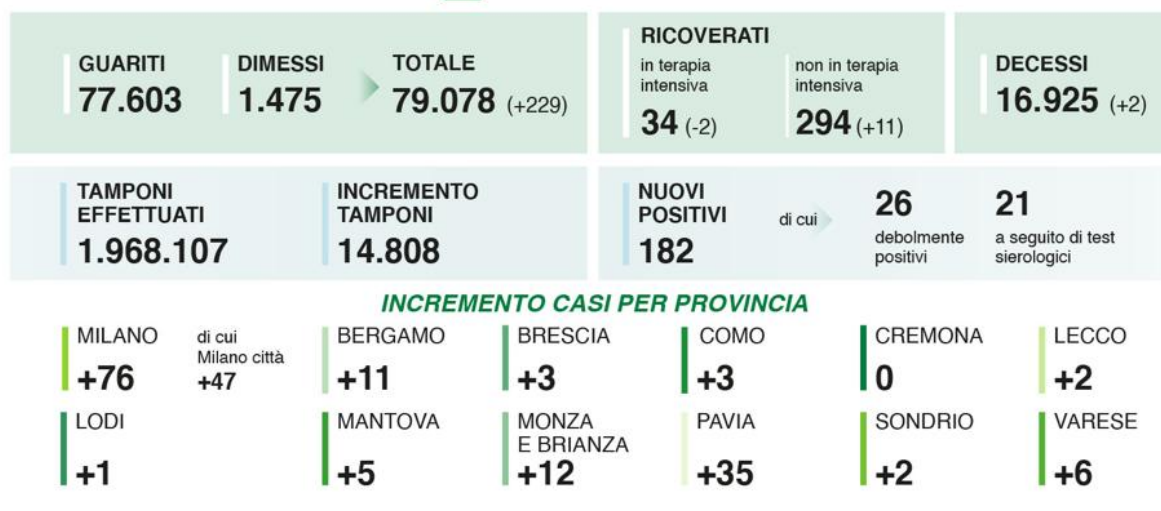 GUARITI
77.603
DIMESSI
1.475
TOTALE
79.078 (+229)
RICOVERATI
in terapia
intensiva
34 (-2)
non in terapia
intensiva
294 (+11)
DECESSI
16.925 (+2)
TAMPONI
EFFETTUATI
1.968.107
INCREMENTO
TAMPONI
14.808
NUOVI
POSITIVI
182
di cui
26
debolmente
positivi
21
a seguito di test
sierologici
INCREMENTO CASI PER PROVINCIA
MILANO
+76
di cui
Milano città
+47
BERGAMO
+11
BRESCIA
+3
COMO
+3
CREMONA
0
LECCO
+2
LODI
+1
MANTOVA
+5
MONZA
E BRIANZA
+12
PAVIA
+35
SONDRIO
+2
VARESE
+6